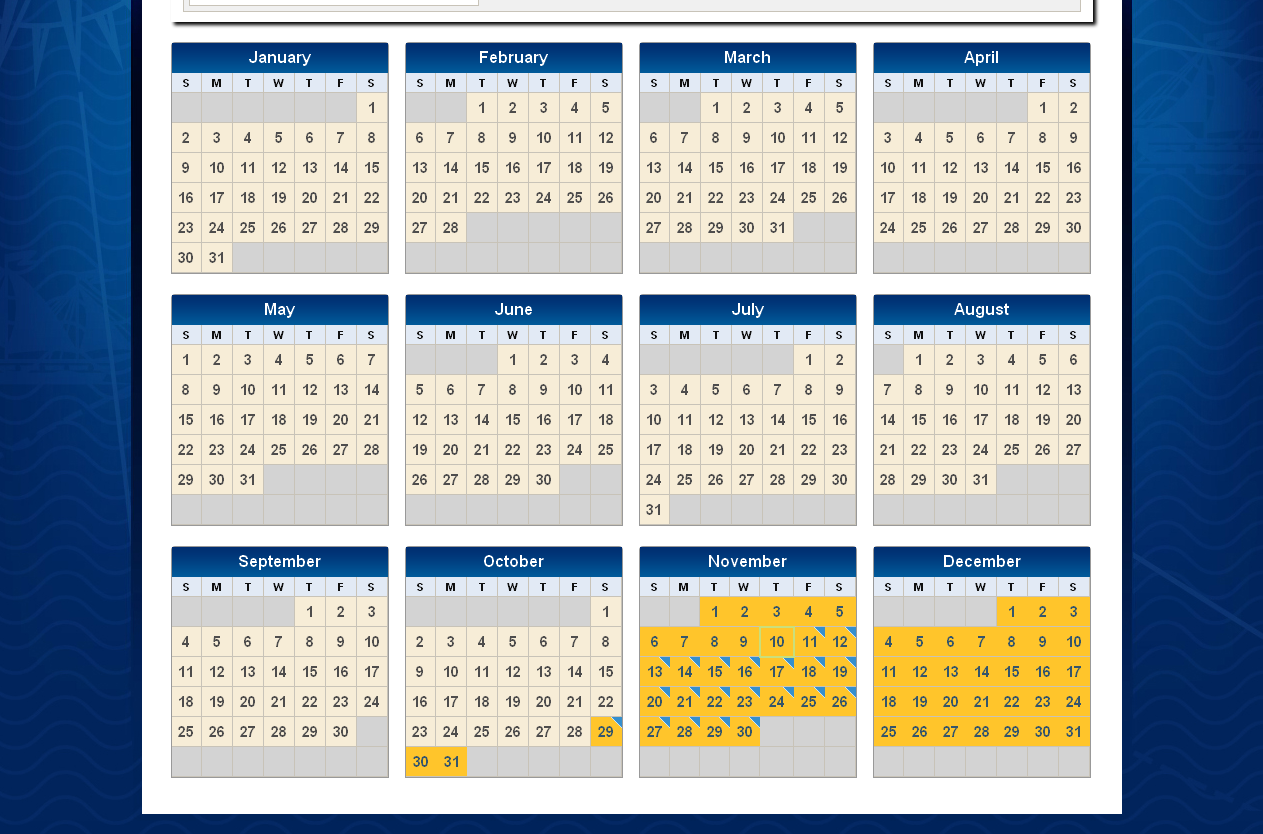 January February March April
S M T W T F S S M T W T F S S M T W T F S S M T W T F S
1 1 2 3 4 5 1 2 3 4 5 1 2
2 3 4 5 6 7 8 6 7 8 9 10 11 12 6 7 8 9 10 11 12 3 4 5 6 7 8 9
9 10 11 12 13 14 15 13 14 15 16 17 18 19 13 14 15 16 17 18 19 10 11 12 13 14 15 16
16 17 18 19 20 21 22 20 21 22 23 24 25 26 20 21 22 23 24 25 26 17 18 19 20 21 22 23
23 24 25 26 27 28 29 27 28 27 28 29 30 31 24 25 26 27 28 29 30
30 31
May June July August
S M T W T F S S M T W T F S S M T W T F S S M T W T F S
1 2 3 4 5 6 7 1 2 3 4 1 2 1 2 3 4 5 6
8 9 10 11 12 13 14 5 6 7 8 9 10 11 3 4 5 6 7 8 9 7 8 9 10 11 12 13
15 16 17 18 19 20 21 12 13 14 15 16 17 18 10 11 12 13 14 15 16 14 15 16 17 18 19 20
22 23 24 25 26 27 28 19 20 21 22 23 24 25 17 18 19 20 21 22 23 21 22 23 24 25 26 27
29 30 31 26 27 28 29 30 24 25 26 27 28 29 30 28 29 30 31
31
September October November December
S M T W T F S S M T W T F S S M T W T F S S M T W T F S
1 2 3 1 1 2 3 4 5 1 2 3
4 5 6 7 8 9 10 2 3 4 5 6 7 8 6 7 8 9 10 11 12 4 5 6 7 8 9 10
11 12 13 14 15 16 17 9 10 11 12 13 14 15 13 14 15 16 17 18 19 11 12 13 14 15 16 17
18 19 20 21 22 23 24 16 17 18 19 20 21 22 20 21 22 23 24 25 26 18 19 20 21 22 23 24
25 26 27 28 29 30 23 24 25 26 27 28 29 27 28 29 30 25 26 27 28 29 30 31
30 31